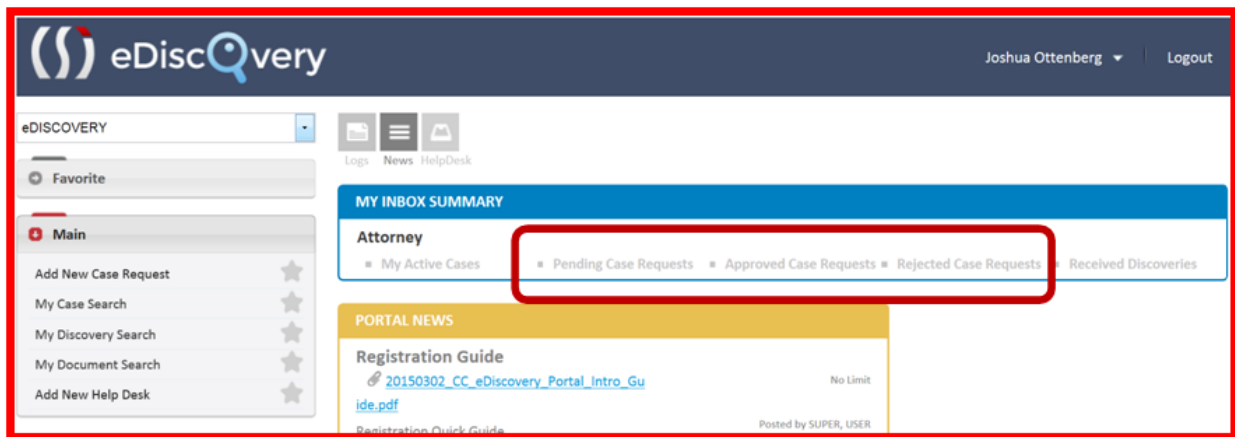 eDiscovery
Joshua Ottenberg
Logout
eDISCOVERY
Logs News HelpDesk
Favorite
MY INBOX SUMMARY
Main
Attorney
My Active Cases Pending Case Requests Approved Case Requests Rejected Case Requests Received Discoveries
Add New Case Request
My Case Search
My Discovery Search
My Document Search
Add New Help Desk
PORTAL NEWS
Registration Guide
20150302_CC_eDiscovery_Portal_Intro_Gu
ide.pdf
No Limit
Registration Quick Guide
Posted by SUPER, USER